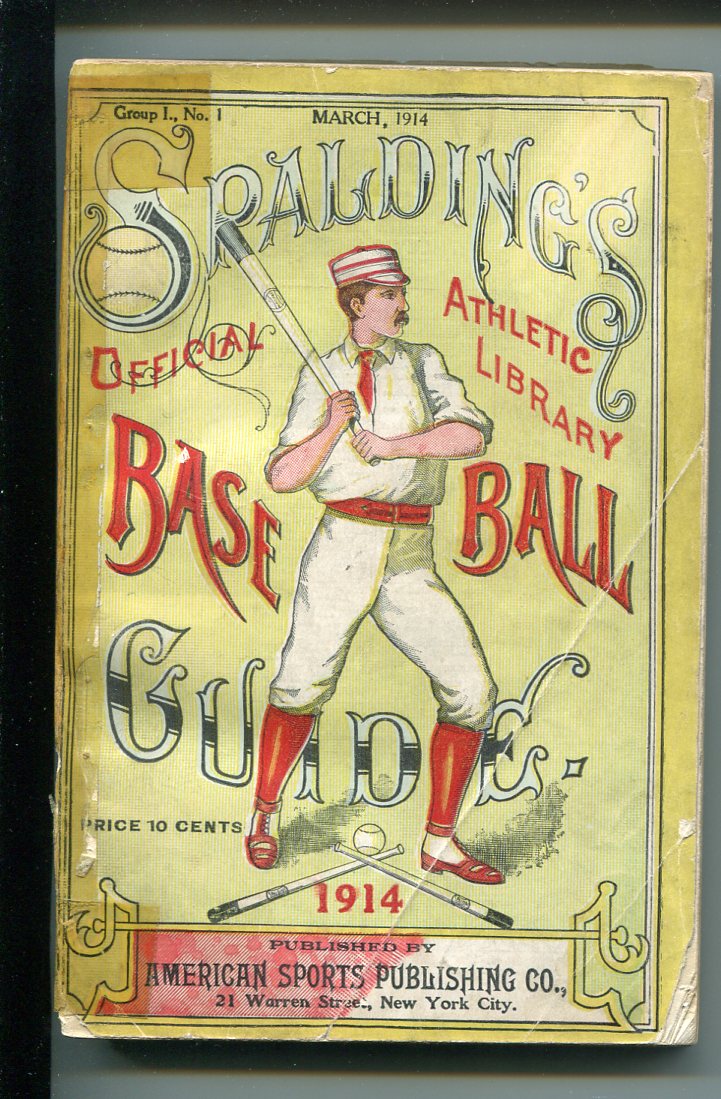 Group I., No. 1 MARCH, 1914
SPALDING'S
OFFICIAL ATHLETIC LIBRARY
BASE BALL
GUIDE.
PRICE 10 CENTS
1914
PUBLISHED BY
AMERICAN SPORTS PUBLISHING CO.,
21 Warren Street, New York City.